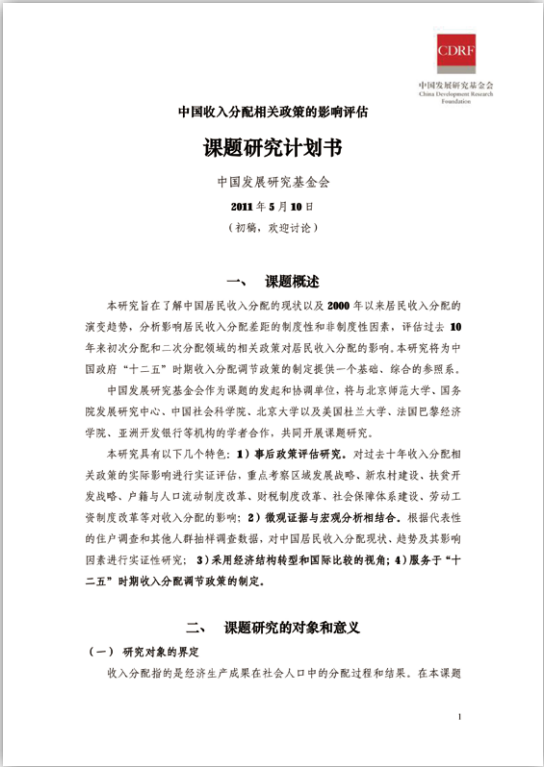 CDRF
中国发展研究基金会
China Development Research
Foundation
中国收入分配相关政策的影响评估
课题研究计划书
中国发展研究基金会
2011 年 5 月 10 日
（初稿，欢迎讨论）
一、 课题概述
本研究旨在了解中国居民收入分配的现状以及 2000 年以来居民收入分配的
演变趋势，分析影响居民收入分配差距的制度性和非制度性因素，评估过去 10
年来初次分配和二次分配领域的相关政策对居民收入分配的影响。本研究将为中
国政府“十二五”时期收入分配调节政策的制定提供一个基础、综合的参照系。
中国发展研究基金会作为课题的发起和协调单位，将与北京师范大学、国务
院发展研究中心、中国社会科学院、北京大学以及美国杜兰大学、法国巴黎经济
学院、亚洲开发银行等机构的学者合作，共同开展课题研究。
本研究具有以下几个特色：1）事后政策评估研究。对过去十年收入分配相
关政策的实际影响进行实证评估，重点考察区域发展战略、新农村建设、扶贫开
发战略、户籍与人口流动制度改革、财税制度改革、社会保障体系建设、劳动工
资制度改革等对收入分配的影响；2）微观证据与宏观分析相结合。根据代表性
的住户调查和其他人群抽样调查数据，对中国居民收入分配现状、趋势及其影响
因素进行实证性研究； 3）采用经济结构转型和国际比较的视角；4）服务于“十
二五”时期收入分配调节政策的制定。
二、 课题研究的对象和意义
（一） 研究对象的界定
收入分配指的是经济生产成果在社会人口中的分配过程和结果。在本课题
1